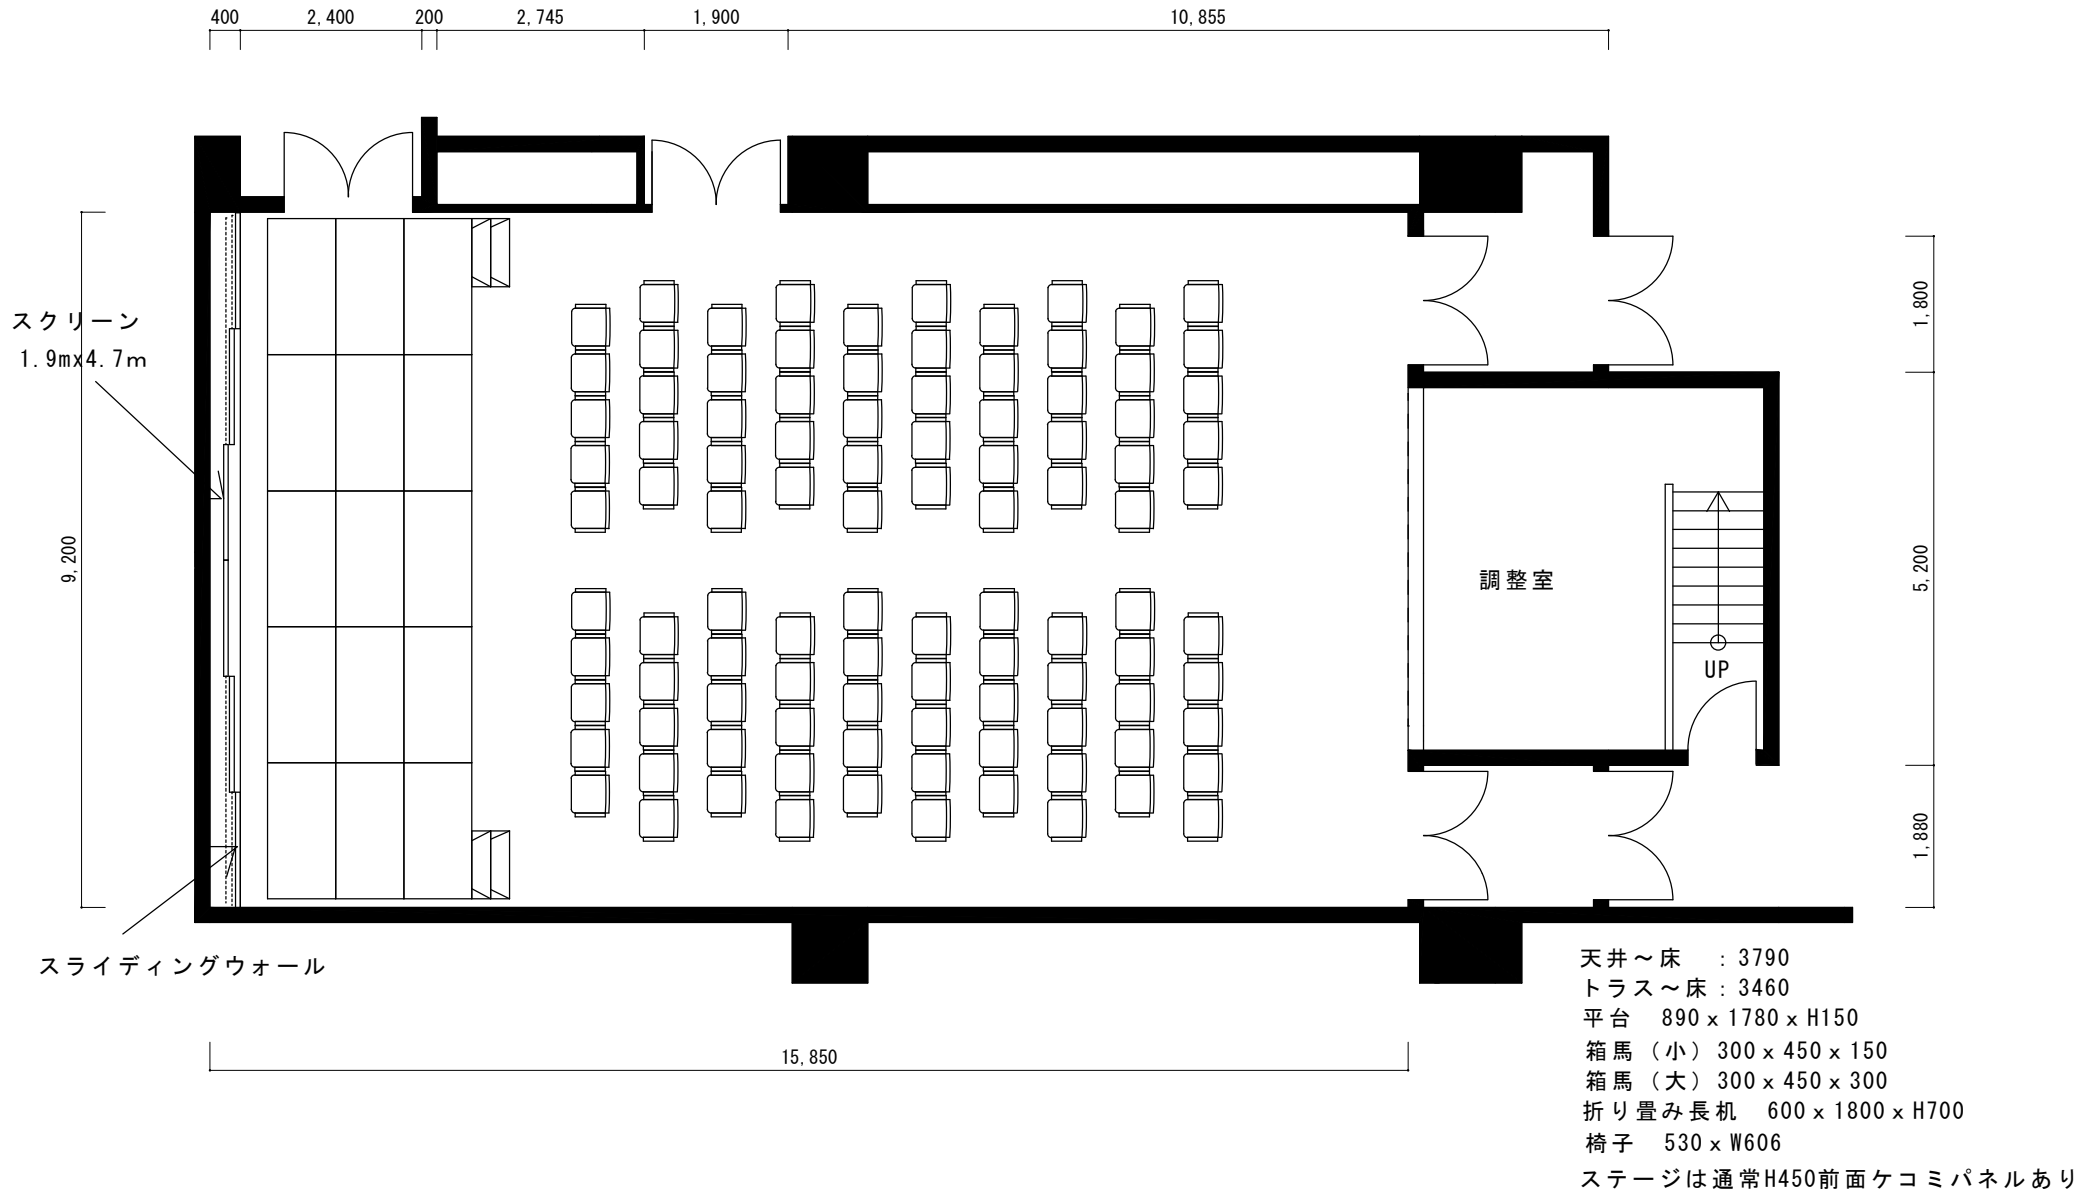 400
2,400
200
2,745
1,900
10,855
スクリーン
1.9mx4.7m
9,200
スライディングウォール
調整室
UP
1,800
5,200
1,880
15,850
天井～床 : 3790
トラス～床 : 3460
平台 890 x 1780 x H150
箱馬（小）300 x 450 x 150
箱馬（大）300 x 450 x 300
折り畳み長机 600 x 1800 x H700
椅子 530 x W606
ステージは通常H450前面ケコミパネルあり